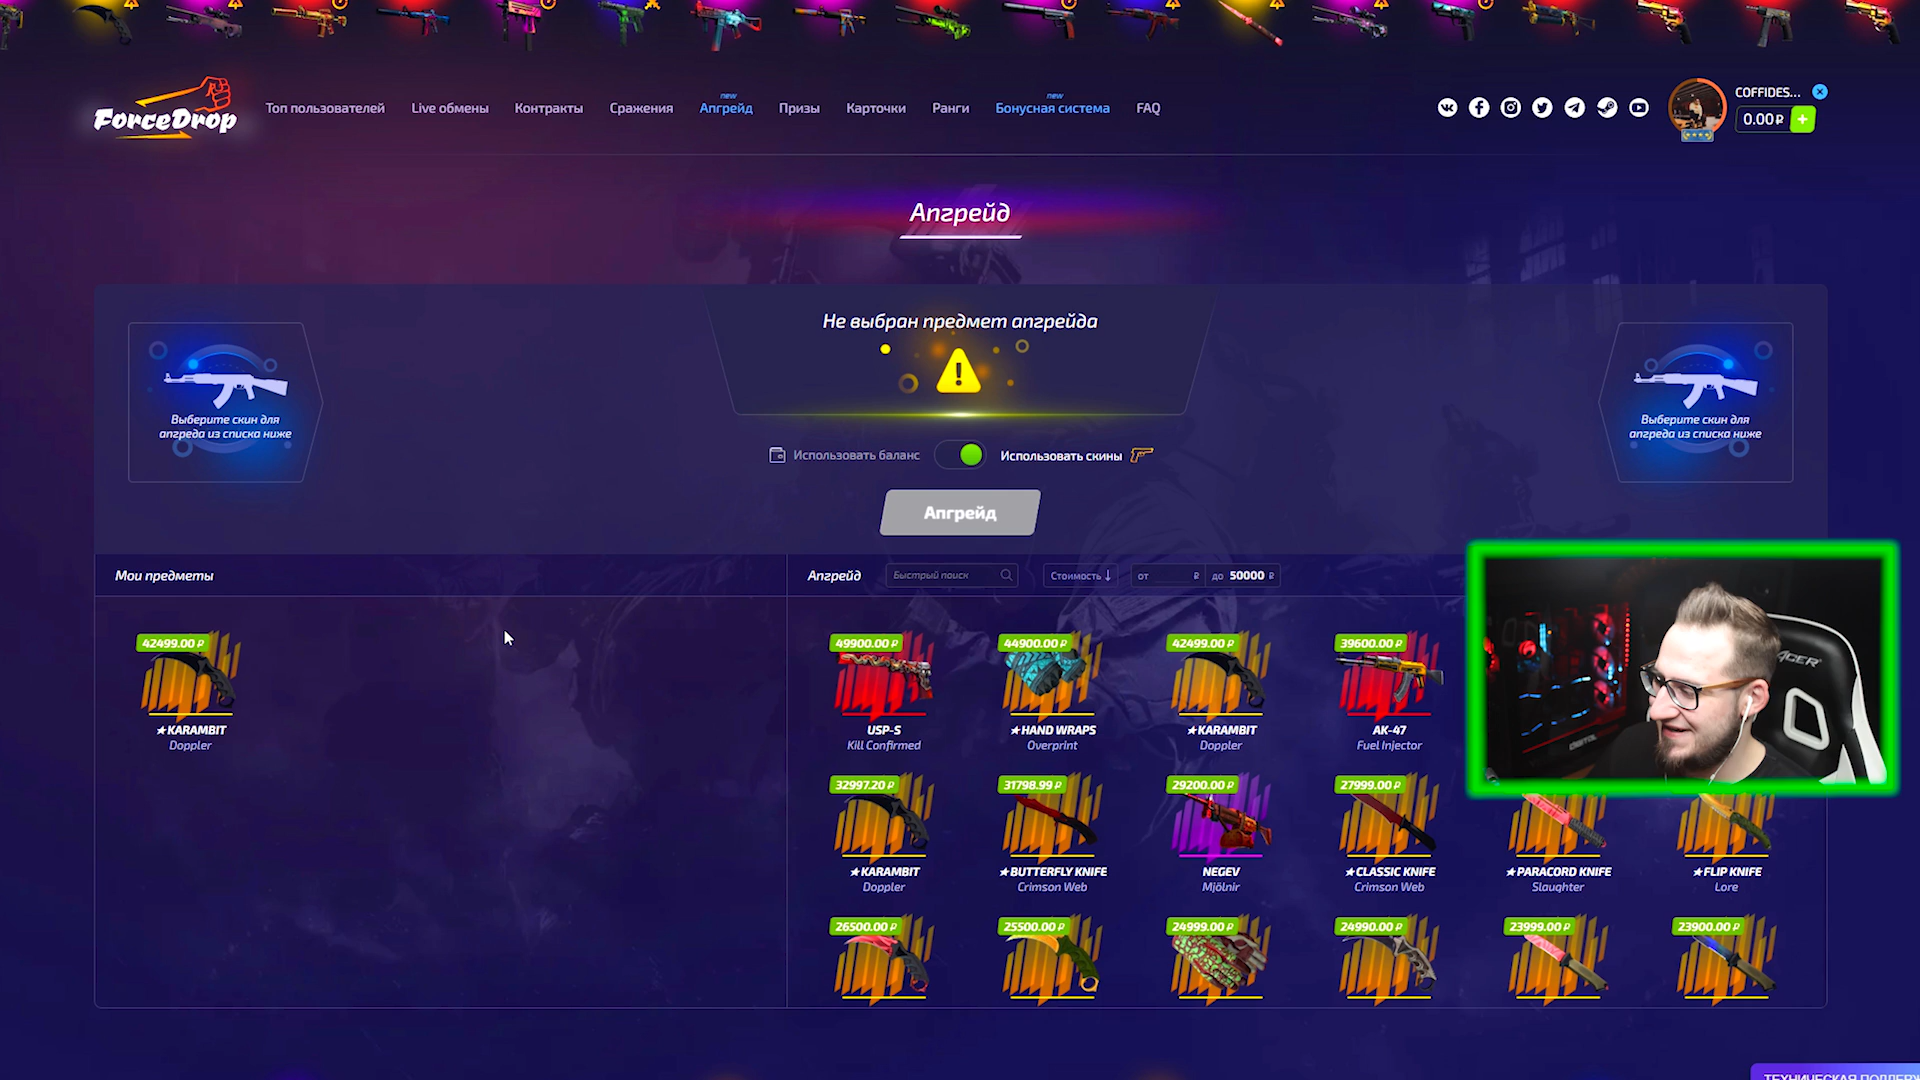 ForceDrop
Топ пользователей
Live обмены
Контракты
Сражения
new
Апгрейд
Призы
Карточки
Ранги
new
Бонусная система
FAQ
COFFIDES...
0.00₽
Апгрейд
Не выбран предмет апгрейда
Выберите скин для
апгреда из списка ниже
Выберите скин для
апгреда из списка ниже
Использовать баланс
Использовать скины
Апгрейд
Мои предметы
Апгрейд
Быстрый поиск
Стоимость
от ₽
до 50000 ₽
42499.00 ₽
★KARAMBIT
Doppler
49900.00 ₽
USP-S
Kill Confirmed
44900.00 ₽
★HAND WRAPS
Overprint
42499.00 ₽
★KARAMBIT
Doppler
39600.00 ₽
AK-47
Fuel Injector
32997.20 ₽
★KARAMBIT
Doppler
31798.99 ₽
★BUTTERFLY KNIFE
Crimson Web
29200.00 ₽
NEGEV
Mjölnir
27999.00 ₽
★CLASSIC KNIFE
Crimson Web
★PARACORD KNIFE
Slaughter
★FLIP KNIFE
Lore
26500.00 ₽
25500.00 ₽
24999.00 ₽
24990.00 ₽
23999.00 ₽
23900.00 ₽